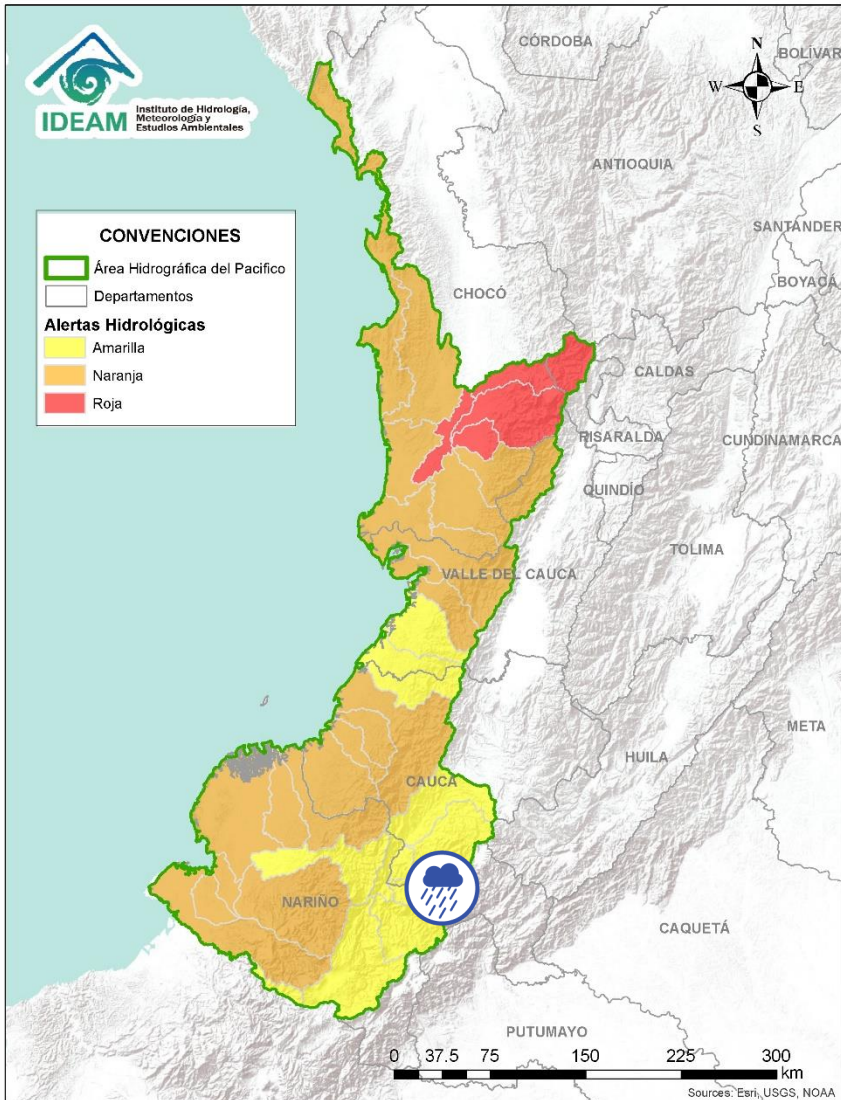 IDEAM
Instituto de Hidrología,
Meteorología y
Estudios Ambientales
N
W
E
S
CONVENCIONES
Área Hidrográfica del Pacifico
Departamentos
Alertas Hidrológicas
Amarilla
Naranja
Roja
CÓRDOBA
BOLÍVAR
ANTIOQUIA
SANTANDER
BOYACÁ
CHOCÓ
CALDAS
RISARALDA
CUNDINAMARCA
QUINDÍO
TOLIMA
VALLE DEL CAUCA
META
HUILA
CAUCA
NARIÑO
CAQUETÁ
PUTUMAYO
0 37.5 75 150 225 300
km
Sources: Esri, USGS, NOAA